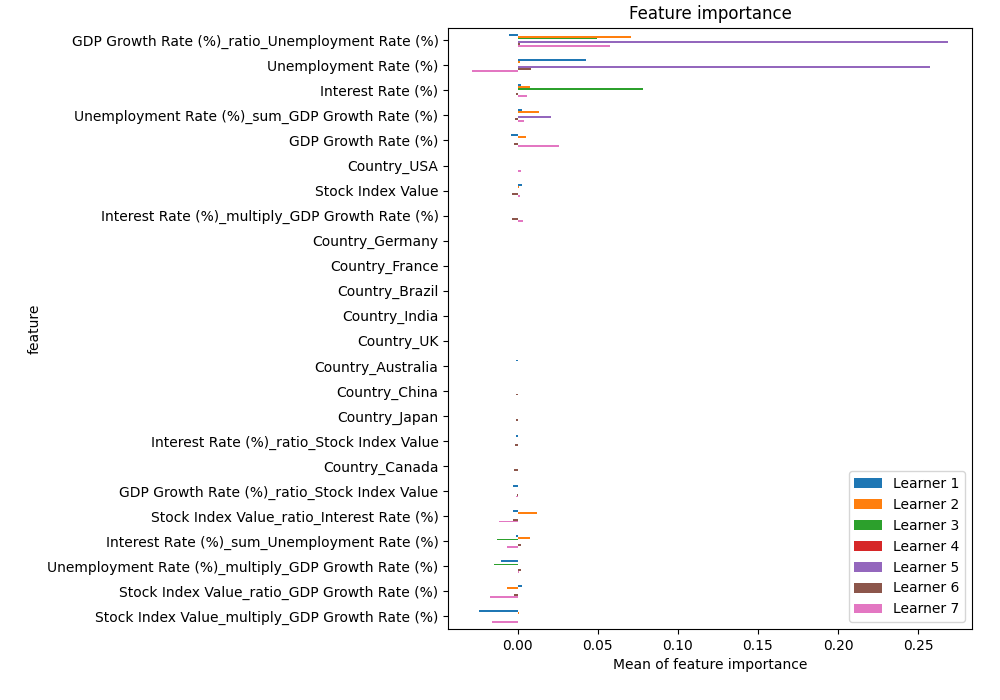 Feature importance
GDP Growth Rate (%)_ratio_Unemployment Rate (%)
Unemployment Rate (%)
Interest Rate (%)
Unemployment Rate (%)_sum_GDP Growth Rate (%)
GDP Growth Rate (%)
Country_USA
Stock Index Value
Interest Rate (%)_multiply_GDP Growth Rate (%)
Country_Germany
Country_France
Country_Brazil
Country_India
Country_UK
Country_Australia
Country_China
Country_Japan
Interest Rate (%)_ratio_Stock Index Value
Country_Canada
GDP Growth Rate (%)_ratio_Stock Index Value
Stock Index Value_ratio_Interest Rate (%)
Interest Rate (%)_sum_Unemployment Rate (%)
Unemployment Rate (%)_multiply_GDP Growth Rate (%)
Stock Index Value_ratio_GDP Growth Rate (%)
Stock Index Value_multiply_GDP Growth Rate (%)
feature
Learner 1
Learner 2
Learner 3
Learner 4
Learner 5
Learner 6
Learner 7
0.00 0.05 0.10 0.15 0.20 0.25
Mean of feature importance